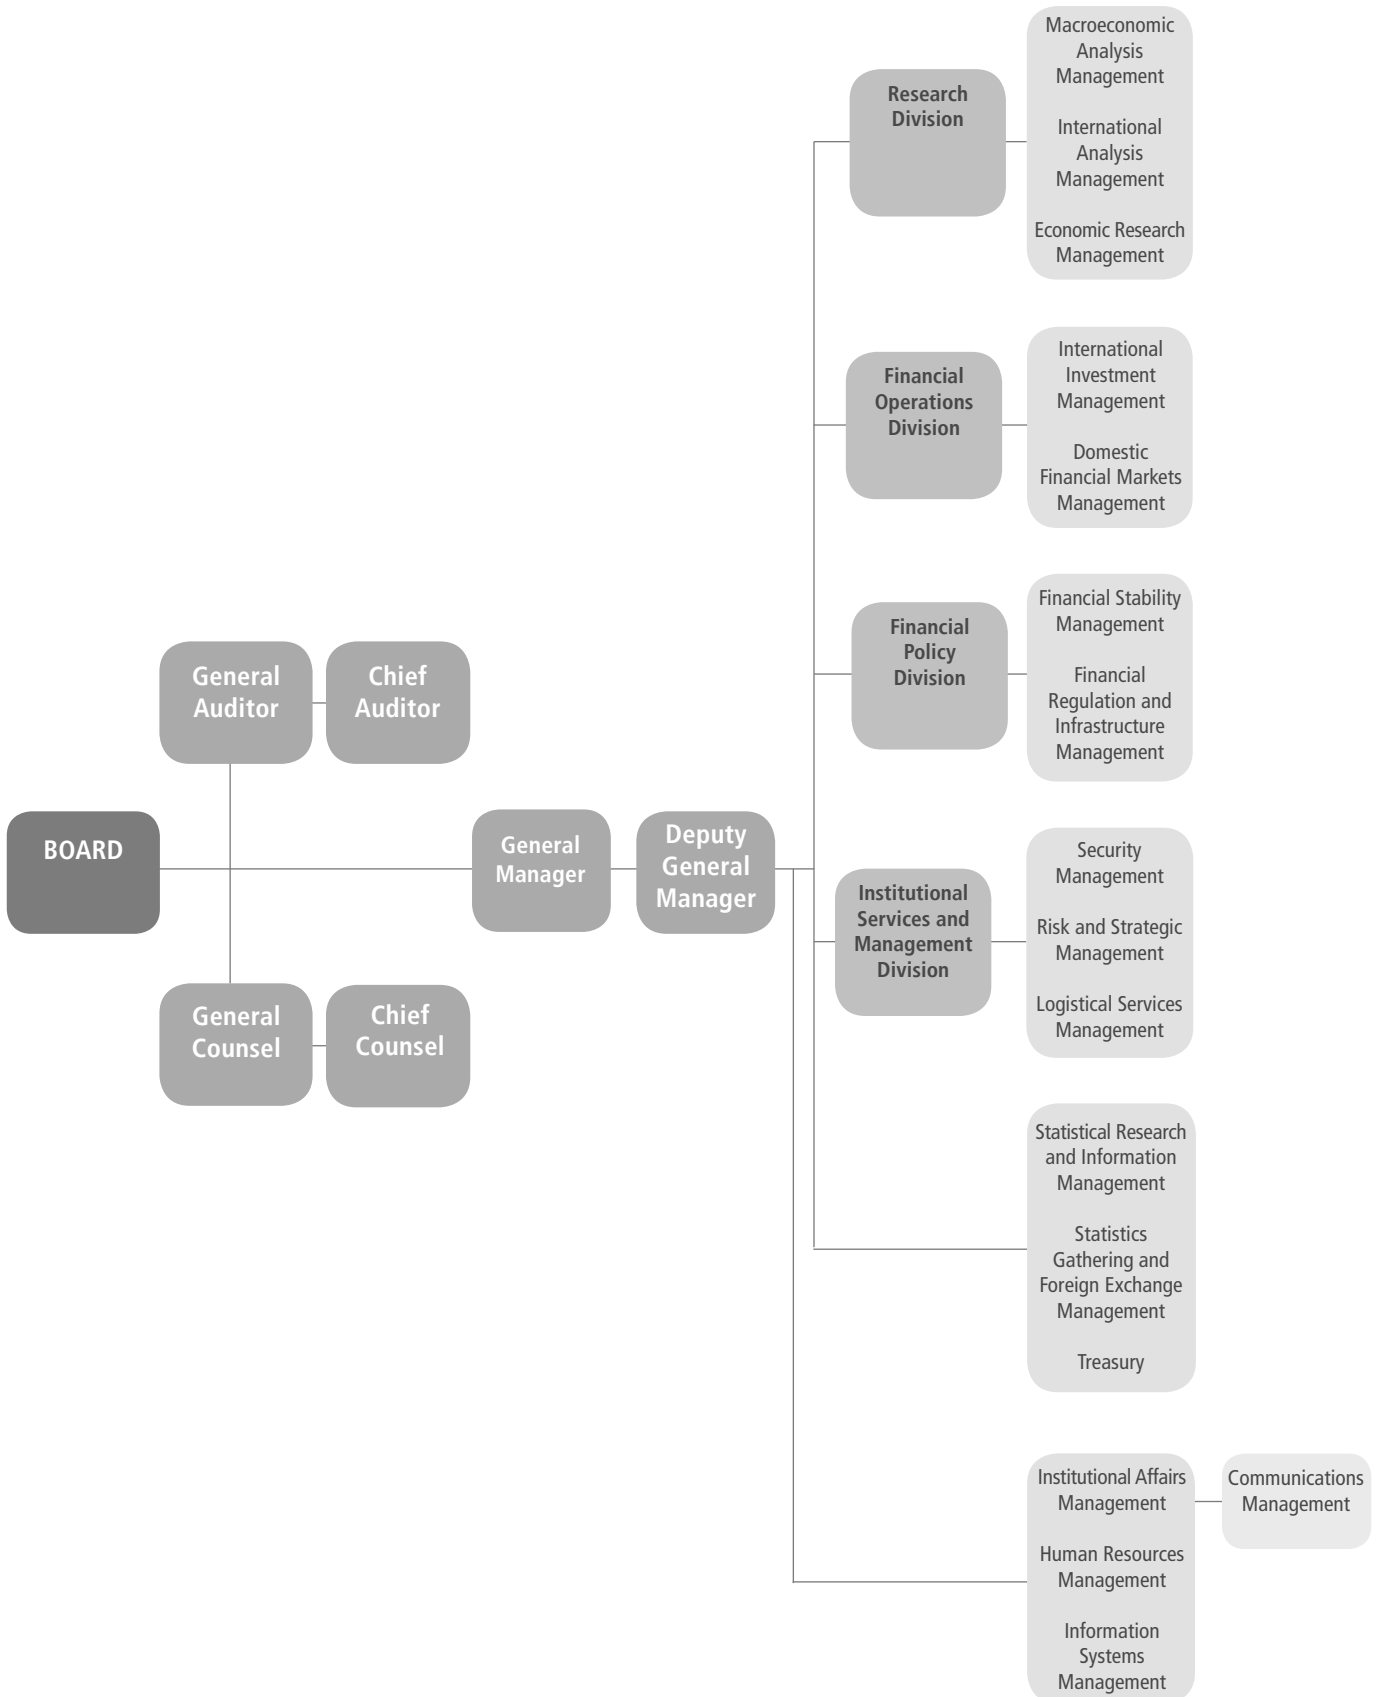 BOARD
General
Auditor
Chief
Auditor
General
Counsel
Chief
Counsel
General
Manager
Deputy
General
Manager
Research
Division
Macroeconomic
Analysis
Management
International
Analysis
Management
Economic Research
Management
Financial
Operations
Division
International
Investment
Management
Domestic
Financial Markets
Management
Financial
Policy
Division
Financial Stability
Management
Financial
Regulation and
Infrastructure
Management
Institutional
Services and
Management
Division
Security
Management
Risk and Strategic
Management
Logistical Services
Management
Statistical Research
and Information
Management
Statistics
Gathering and
Foreign Exchange
Management
Treasury
Institutional Affairs
Management
Human Resources
Management
Information
Systems
Management
Communications
Management